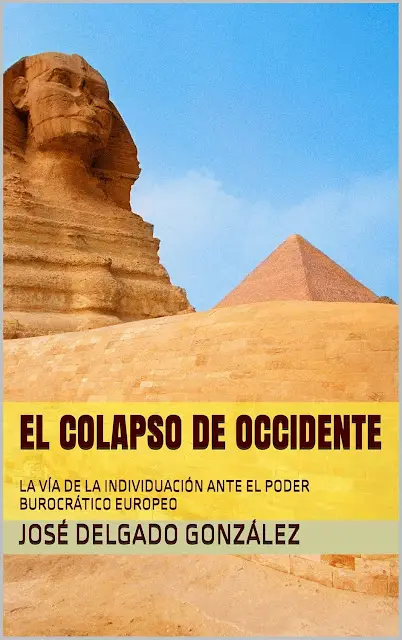 EL COLAPSO DE OCCIDENTE
LA VÍA DE LA INDIVIDUACIÓN ANTE EL PODER
BUROCRÁTICO EUROPEO
JOSÉ DELGADO GONZÁLEZ